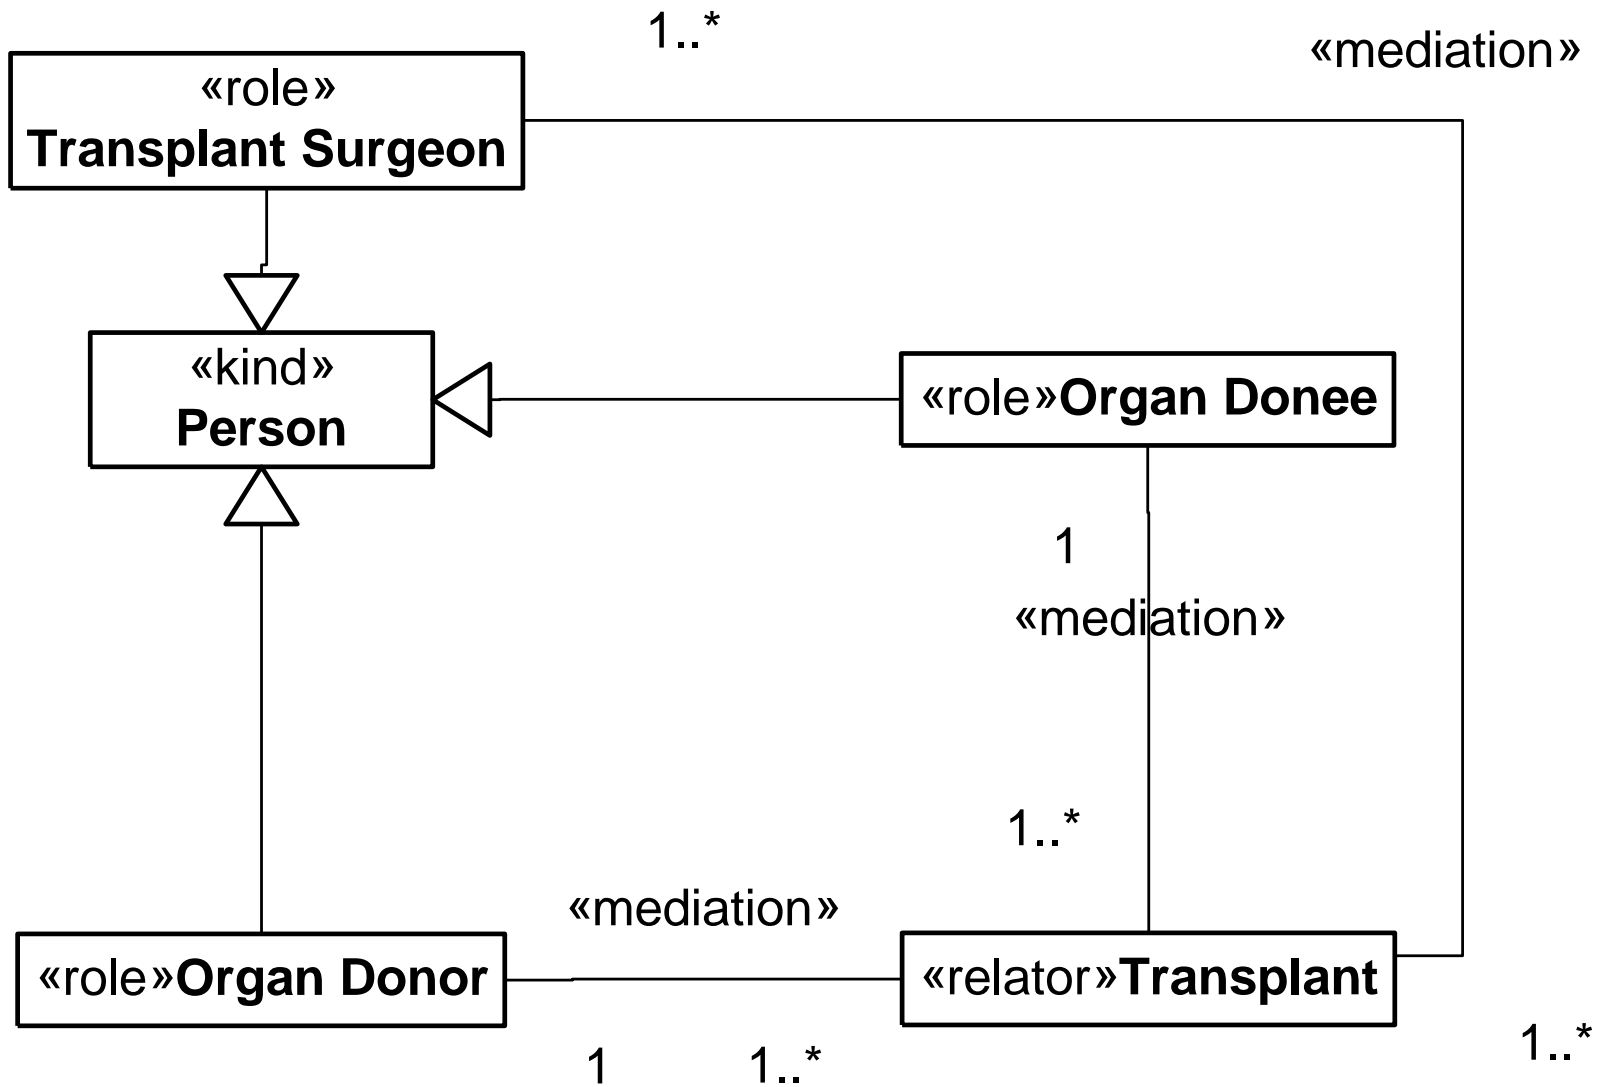 1..*
«mediation»
«role»
Transplant Surgeon
«kind»
Person
«role»Organ Donee
1
«mediation»
1..*
«mediation»
«role»Organ Donor
«relator»Transplant
1
1..*
1..*